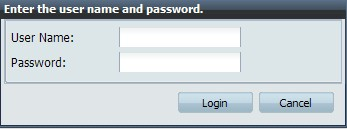 Enter the user name and password.
User Name:
Password:
Login Cancel